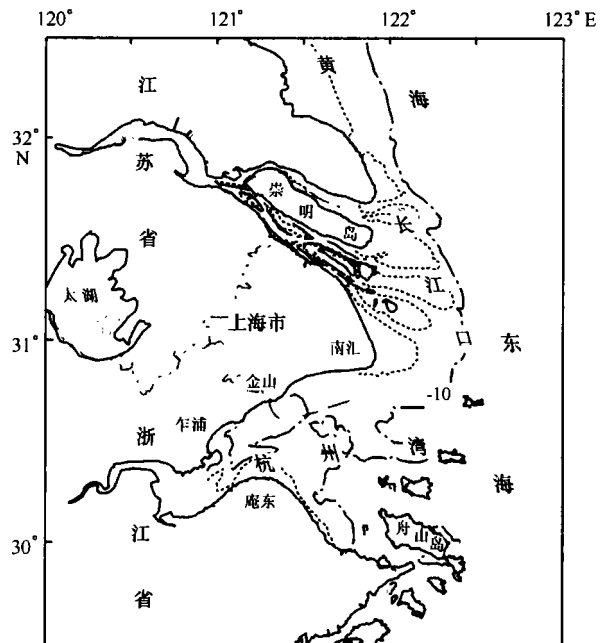 120° 121° 122° 123° E
黄
海
江
32°
N
苏
崇
明
岛
长
省
太湖
江
上海市
31°
南汇
口
东
金山
-10
乍浦
浙
州
湾
杭
海
庵东
舟
山
岛
江
30°
省